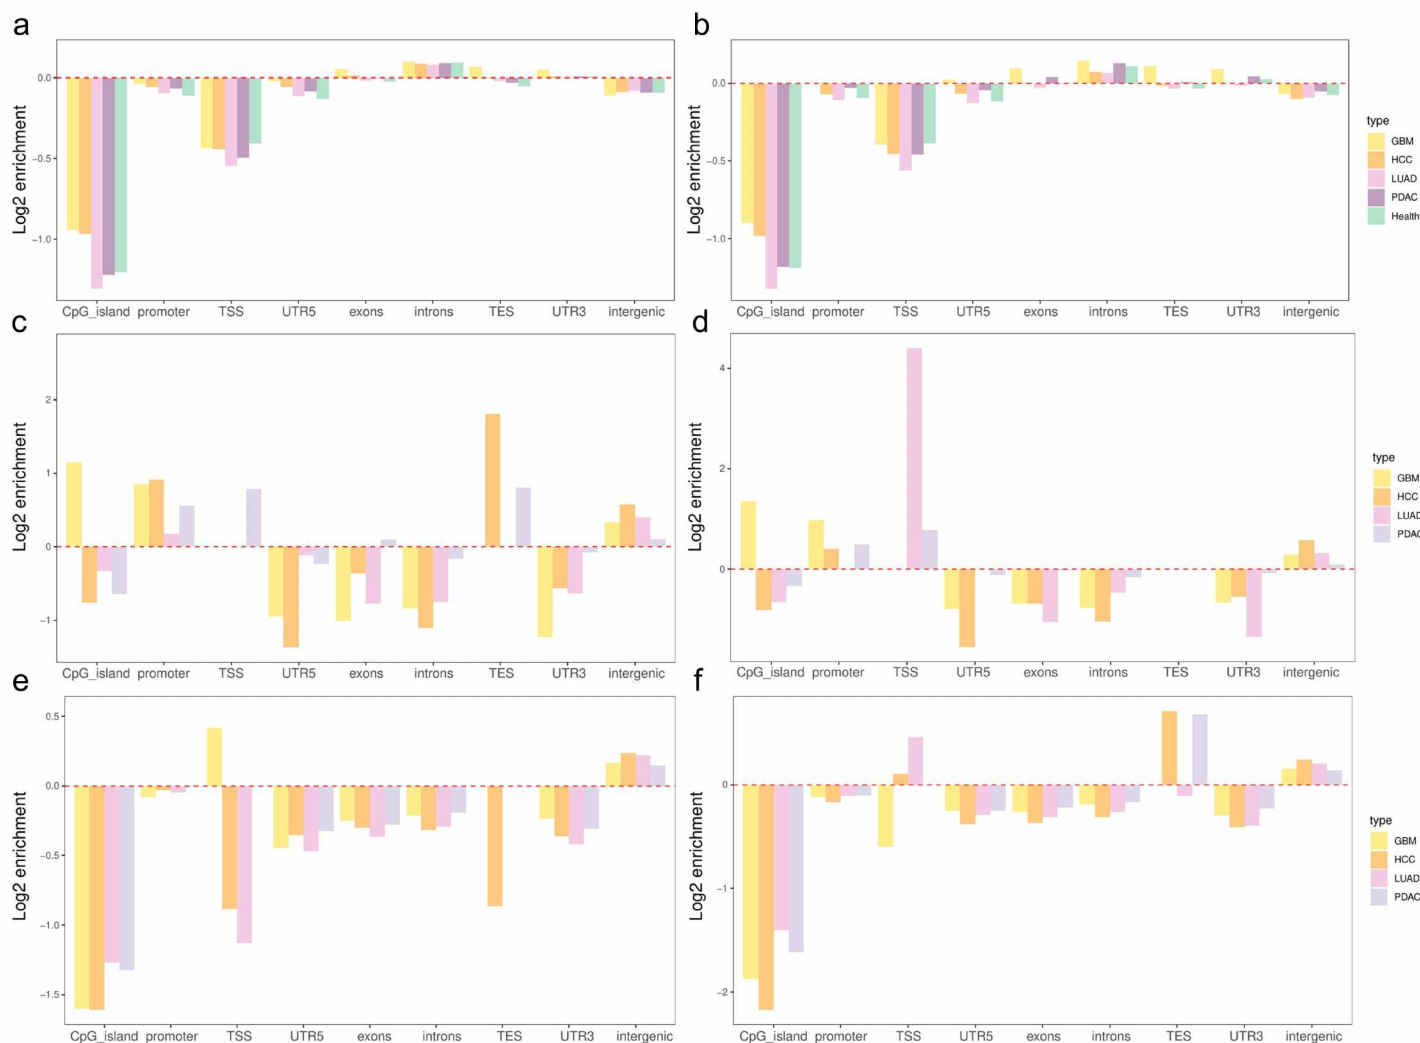 a
0.0
−0.5
−1.0
Log2 enrichment
CpG_island promoter TSS UTR5 exons introns TES UTR3 intergenic
b
0.0
−0.5
−1.0
Log2 enrichment
CpG_island promoter TSS UTR5 exons introns TES UTR3 intergenic
type
GBM
HCC
LUAD
PDAC
Health
c
2
1
0
−1
Log2 enrichment
CpG_island promoter TSS UTR5 exons introns TES UTR3 intergenic
d
4
2
0
Log2 enrichment
CpG_island promoter TSS UTR5 exons introns TES UTR3 intergenic
type
GBM
HCC
LUAD
PDAC
e
0.5
0.0
−0.5
−1.0
−1.5
Log2 enrichment
CpG_island promoter TSS UTR5 exons introns TES UTR3 intergenic
f
0
−1
−2
Log2 enrichment
CpG_island promoter TSS UTR5 exons introns TES UTR3 intergenic
type
GBM
HCC
LUAD
PDAC